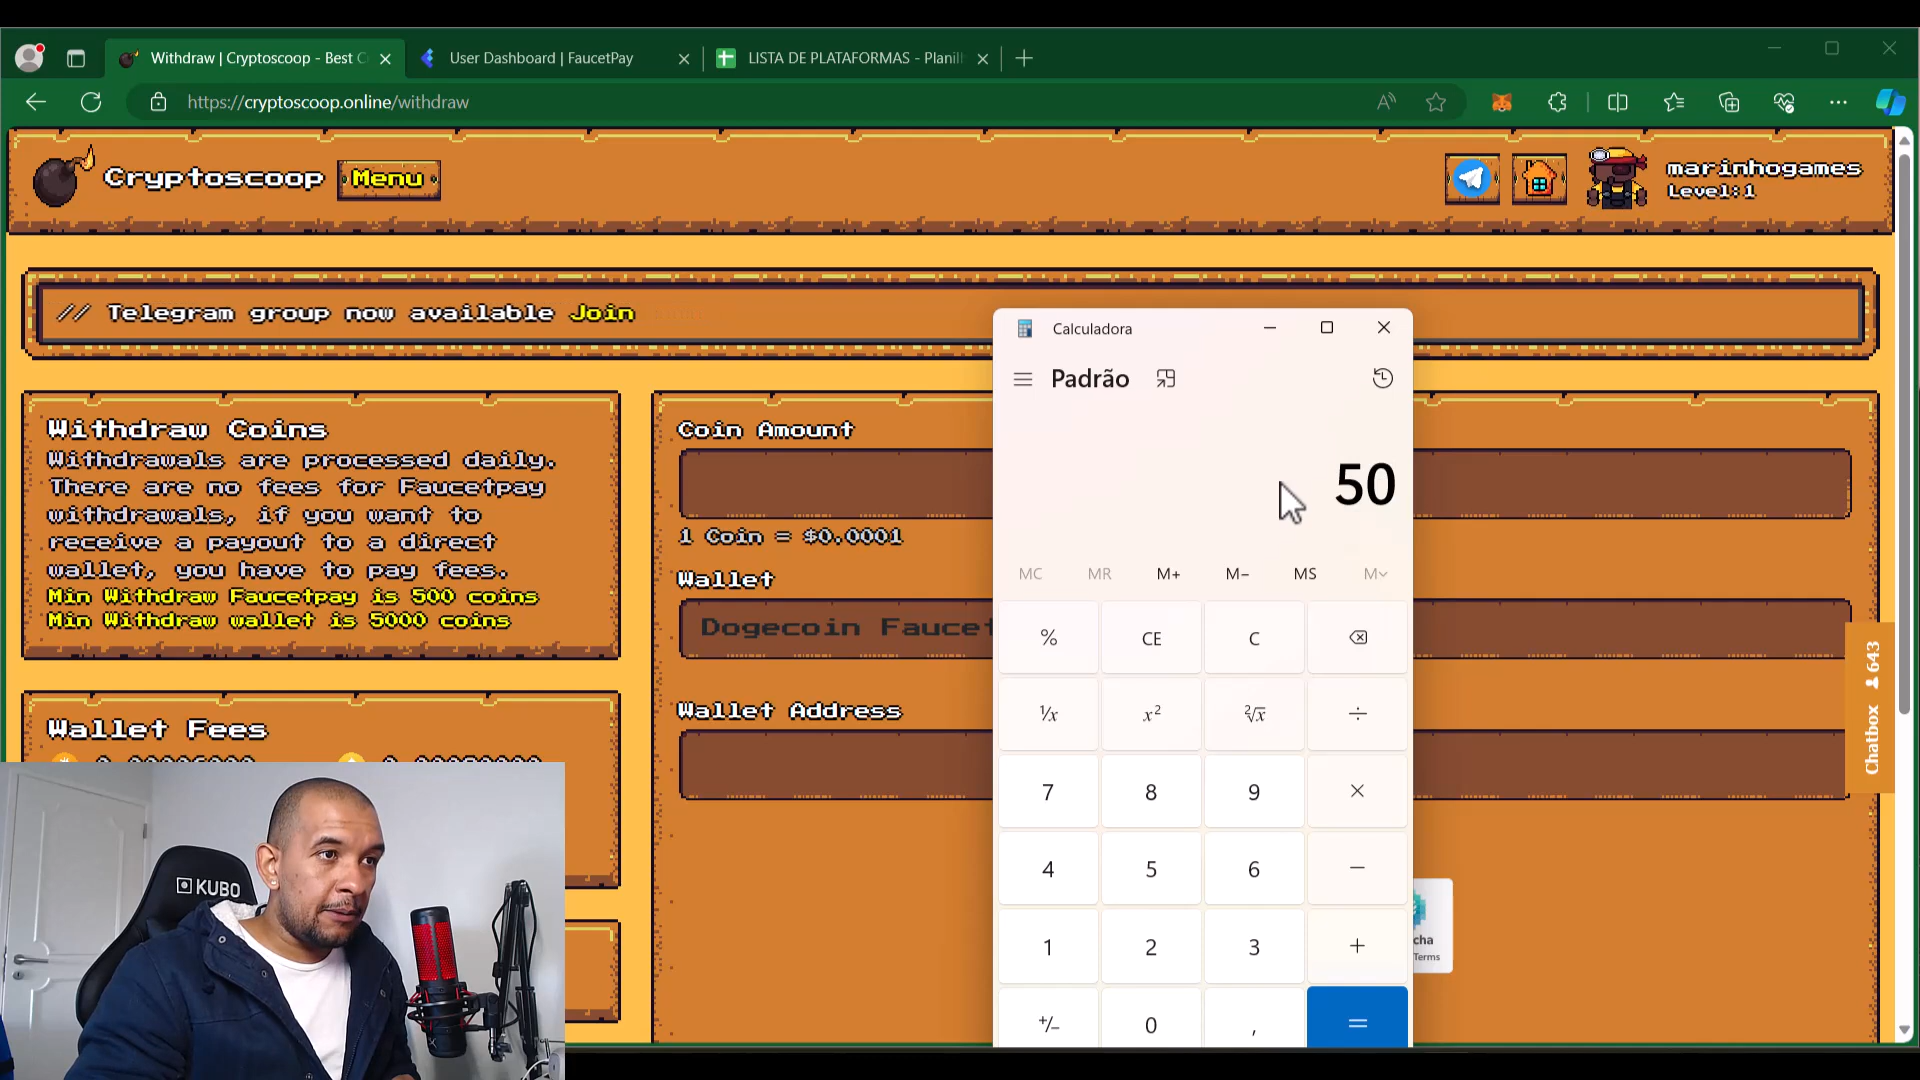 Withdraw | Cryptoscoop - Best C
User Dashboard | FaucetPay
LISTA DE PLATAFORMAS - Planil
https://cryptoscoop.online/withdraw
Cryptoscoop
Menu
marinhogames
Level:1
// Telegram group now available Join
Withdraw Coins
Withdrawals are processed daily.
There are no fees for Faucetpay
withdrawals, if you want to
receive a payout to a direct
wallet, you have to pay fees.
Min Withdraw Faucetpay is 500 coins
Min Withdraw wallet is 5000 coins
Wallet Fees
Coin Amount
1 Coin = $0.0001
Wallet
Dogecoin Faucet
Wallet Address
Calculadora
Padrão
50
MC MR M+ M- MS M
% CE C
⅟x x² ²√x ÷
7 8 9 ×
4 5 6 −
1 2 3 +
+/− 0 , =
cha
Terms
Chatbox 643
KUBO